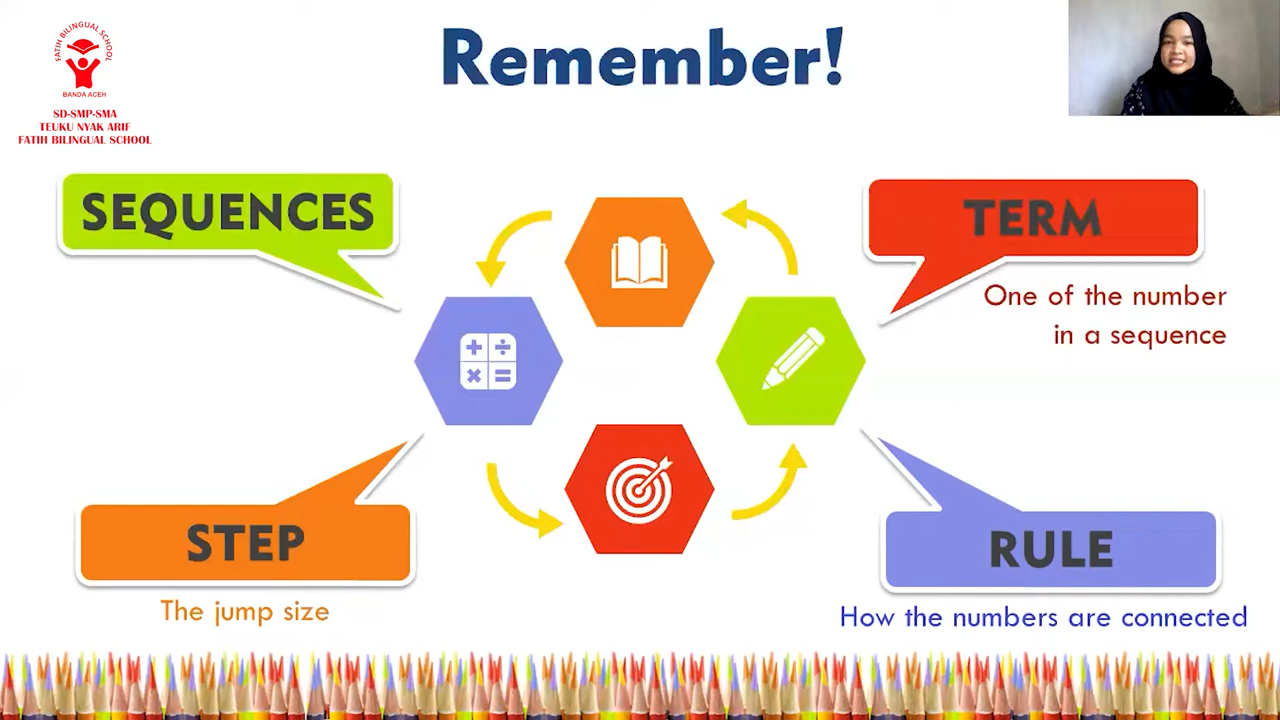 FATIH BILINGUAL SCHOOL
BANDA ACEH
SD-SMP-SMA
TEUKU NYAK ARIF
FATIH BILINGUAL SCHOOL
Remember!
SEQUENCES
TERM
One of the number
in a sequence
STEP
The jump size
RULE
How the numbers are connected